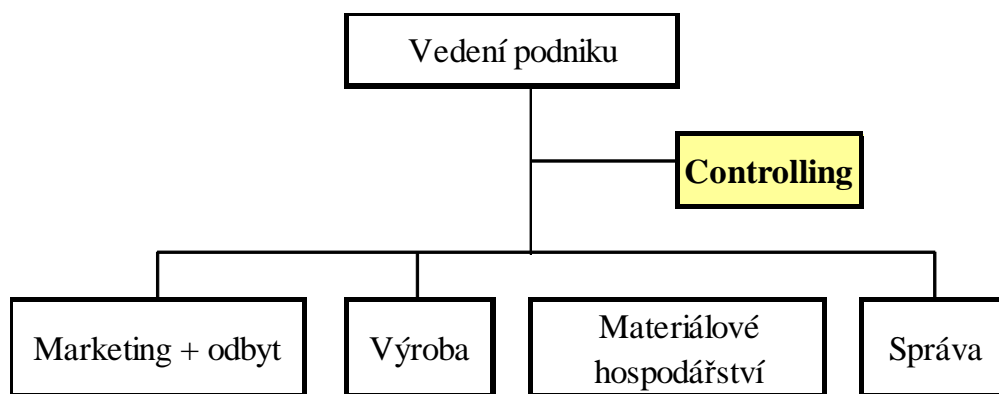 Vedení podniku
Controlling
Marketing + odbyt
Výroba
Materiálové
hospodářství
Správa